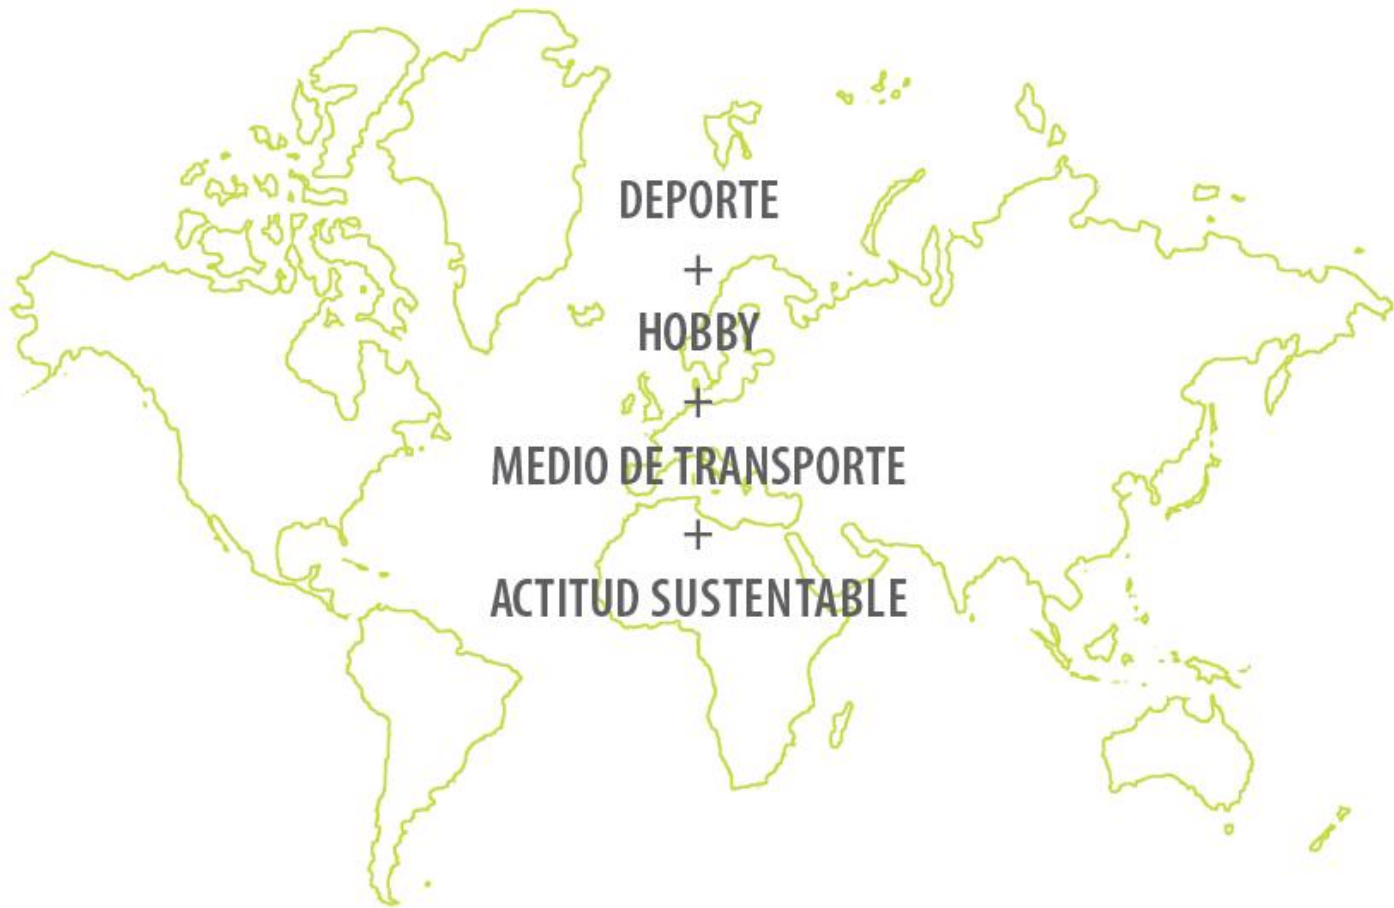 DEPORTE
+
HOBBY
+
MEDIO DE TRANSPORTE
+
ACTITUD SUSTENTABLE